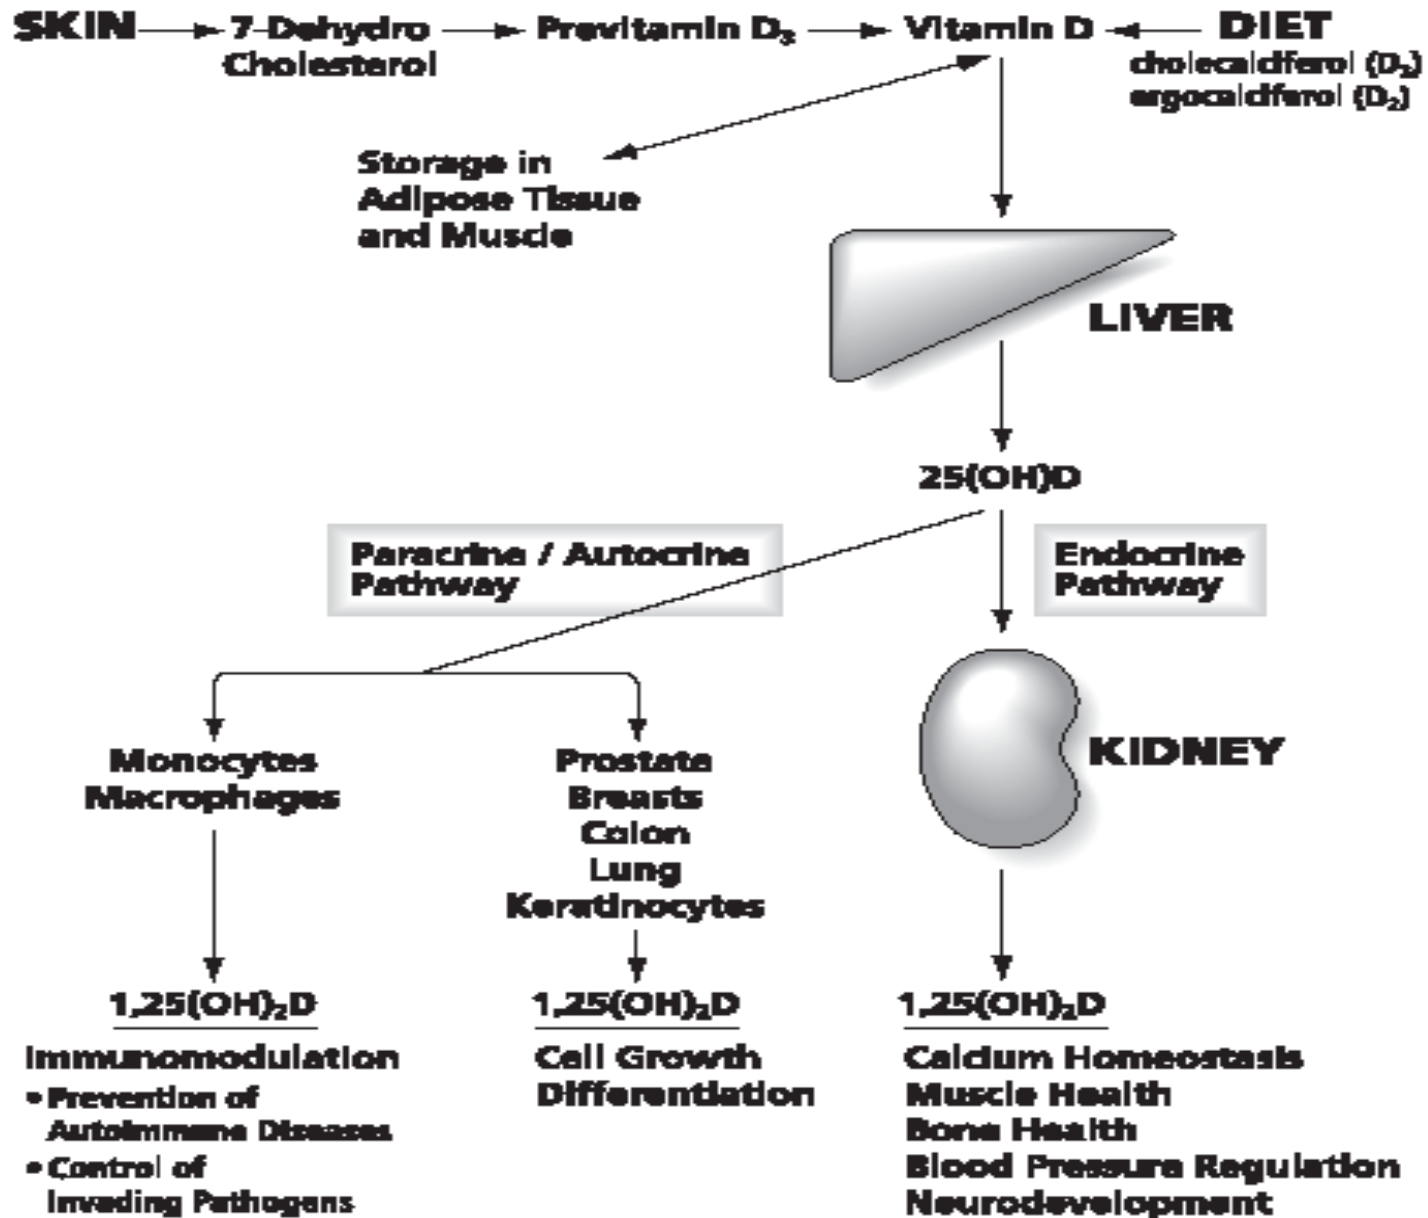 SKIN 7-Dehydro Cholesterol Previtamin D₃ Vitamin D DIET
cholecalciferol (D₂)
ergocalciferol (D₂)
Storage in
Adipose Tissue
and Muscle
LIVER
25(OH)D
Paracrine / Autocrine
Pathway
Endocrine
Pathway
Monocytes
Macrophages
Prostate
Breasts
Colon
Lung
Keratinocytes
KIDNEY
1,25(OH)₂D
Immunomodulation
• Prevention of
Autoimmune Diseases
• Control of
Invading Pathogens
1,25(OH)₂D
Cell Growth
Differentiation
1,25(OH)₂D
Calcium Homeostasis
Muscle Health
Bone Health
Blood Pressure Regulation
Neurodevelopment